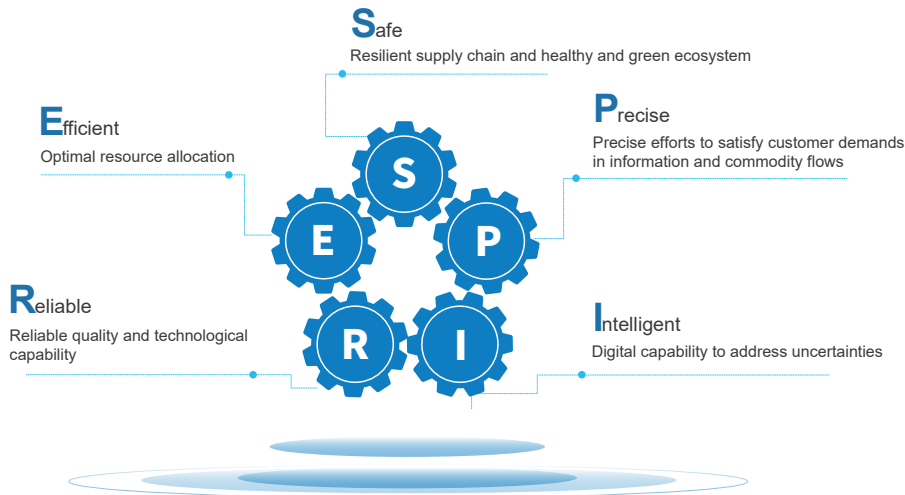 Safe
Resilient supply chain and healthy and green ecosystem
Efficient
Optimal resource allocation
Precise
Precise efforts to satisfy customer demands
in information and commodity flows
S
E
P
R
I
Reliable
Reliable quality and technological
capability
Intelligent
Digital capability to address uncertainties